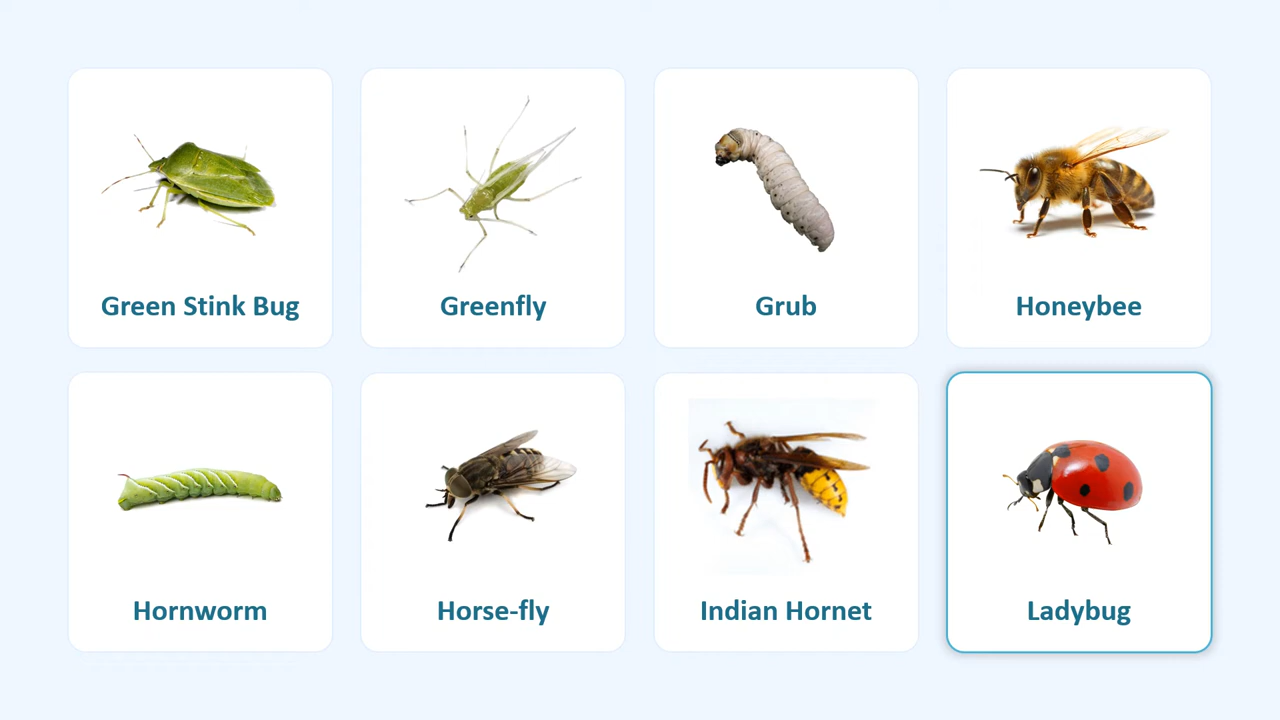 Green Stink Bug
Greenfly
Grub
Honeybee
Hornworm
Horse-fly
Indian Hornet
Ladybug